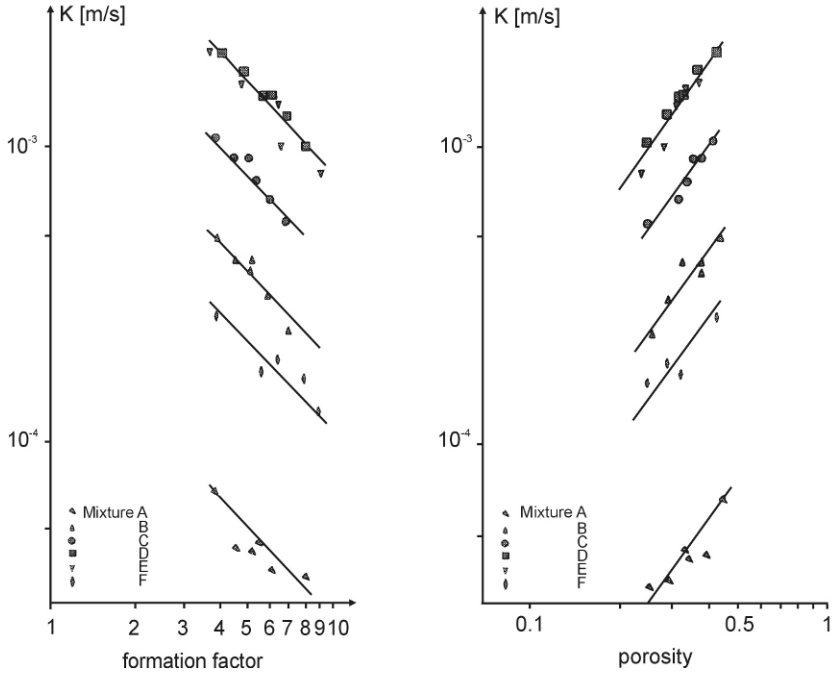 K [m/s]
10-3
10-4
Mixture A
B
C
D
E
F
1 2 3 4 5 6 7 8 9 10
formation factor
K [m/s]
10-3
10-4
Mixture A
B
C
D
E
F
0.1 0.5 1
porosity